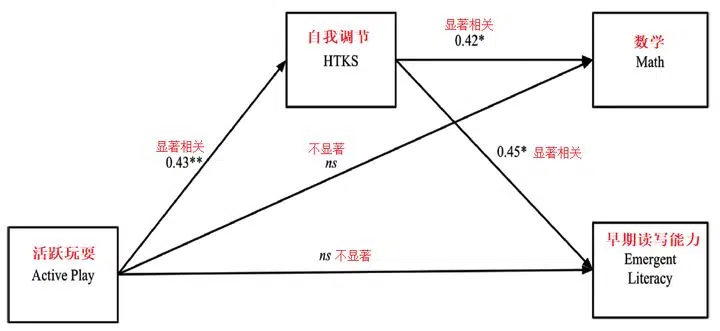 自我调节
HTKS
显著相关
0.42*
数学
Math
显著相关
0.43**
不显著
ns
0.45* 显著相关
活跃玩耍
Active Play
ns 不显著
早期读写能力
Emergent
Literacy